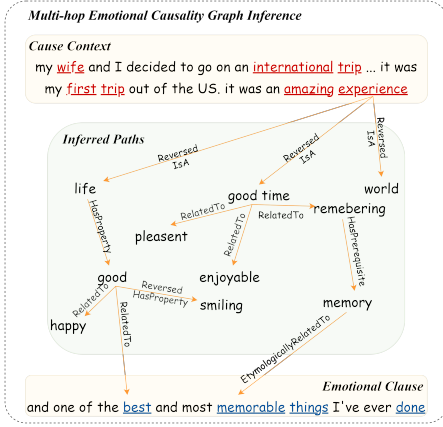 Multi-hop Emotional Causality Graph Inference
Cause Context
my wife and I decided to go on an international trip ... it was
my first trip out of the US. it was an amazing experience
Inferred Paths
Reversed
IsA
Reversed
IsA
Reversed
IsA
life
good time
world
remebering
HasProperty
RelatedTo
RelatedTo
RelatedTo
HasPrerequisite
pleasent
good
enjoyable
Reversed
HasProperty
smiling
RelatedTo
happy
RelatedTo
memory
EtymologicallyRelatedTo
Emotional Clause
and one of the best and most memorable things I've ever done